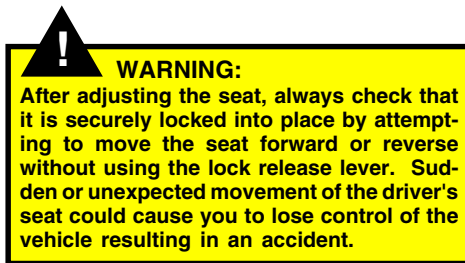 !
WARNING:
After adjusting the seat, always check that
it is securely locked into place by attempt-
ing to move the seat forward or reverse
without using the lock release lever. Sud-
den or unexpected movement of the driver's
seat could cause you to lose control of the
vehicle resulting in an accident.